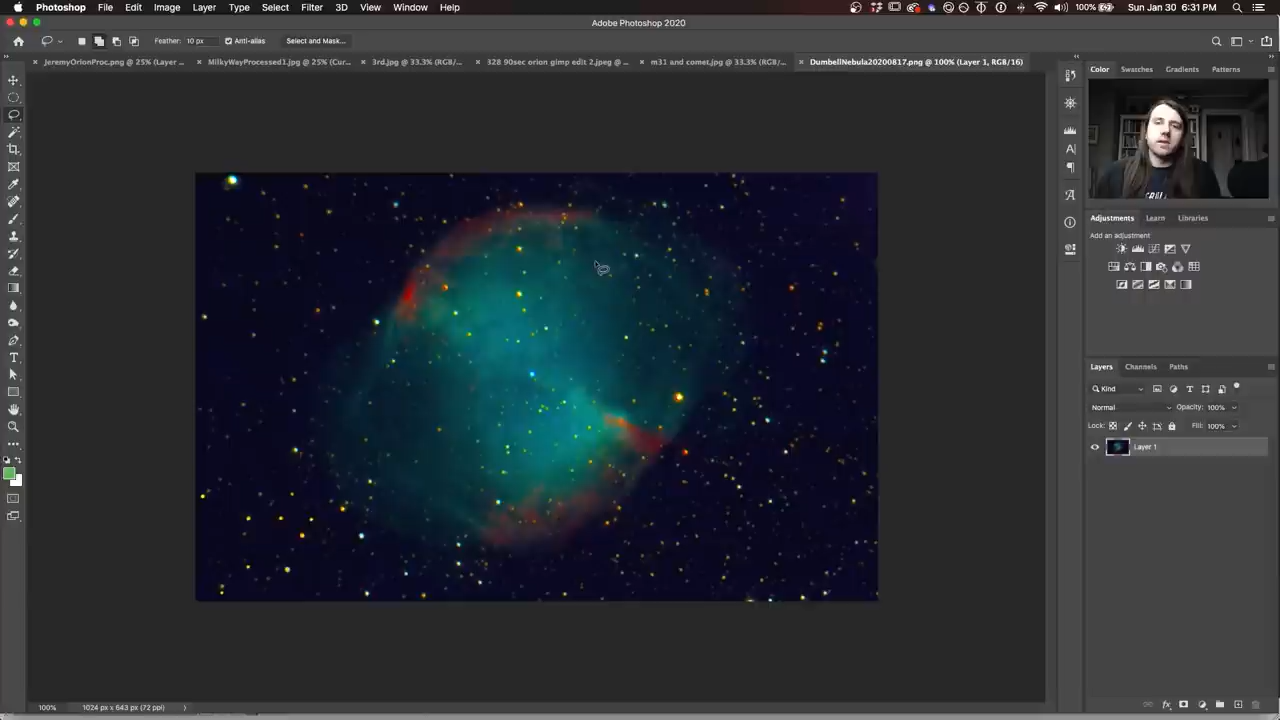 Photoshop File Edit Image Layer Type Select Filter 3D View Window Help 100% Sun Jan 30 6:31 PM
Adobe Photoshop 2020
Feather: 10 px Anti-alias Select and Mask...
JeremyOrionProc.png @ 25% (Layer ... MilkyWayProcessed1.jpg @ 25% (Cur... 3rd.jpg @ 33.3% (RGB/... 328 90sec orion gimp edit 2.jpeg @ ... m31 and comet.jpg @ 33.3% (RGB/... DumbellNebula20200817.png @ 100% (Layer 1, RGB/16)
Color Swatches Gradients Patterns
Adjustments Learn Libraries
Add an adjustment
Layers Channels Paths
Kind
Normal Opacity: 100%
Lock: Fill: 100%
Layer 1
100% 1024 px x 643 px (72 ppi)